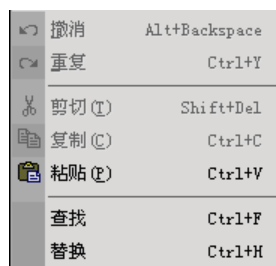 撤消 Alt+Backspace
重复 Ctrl+Y
剪切(T) Shift+Del
复制(C) Ctrl+C
粘贴(P) Ctrl+V
查找 Ctrl+F
替换 Ctrl+H